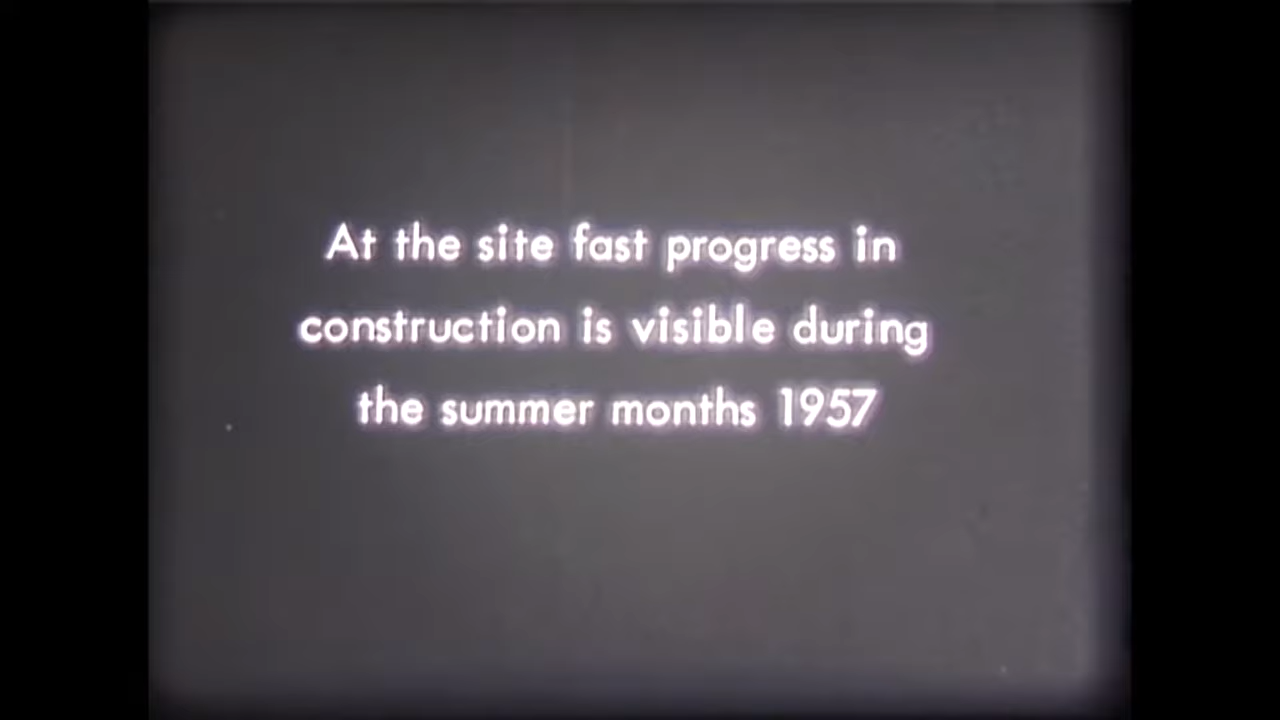 At the site fast progress in
construction is visible during
the summer months 1957